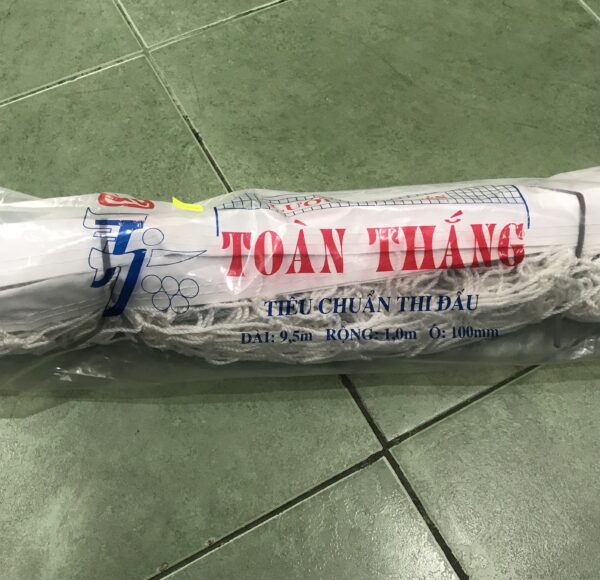 TOÀN THẮNG
TIÊU CHUẨN THI ĐẤU
DÀI: 9,5m RỘNG: 1,0m Ô: 100mm